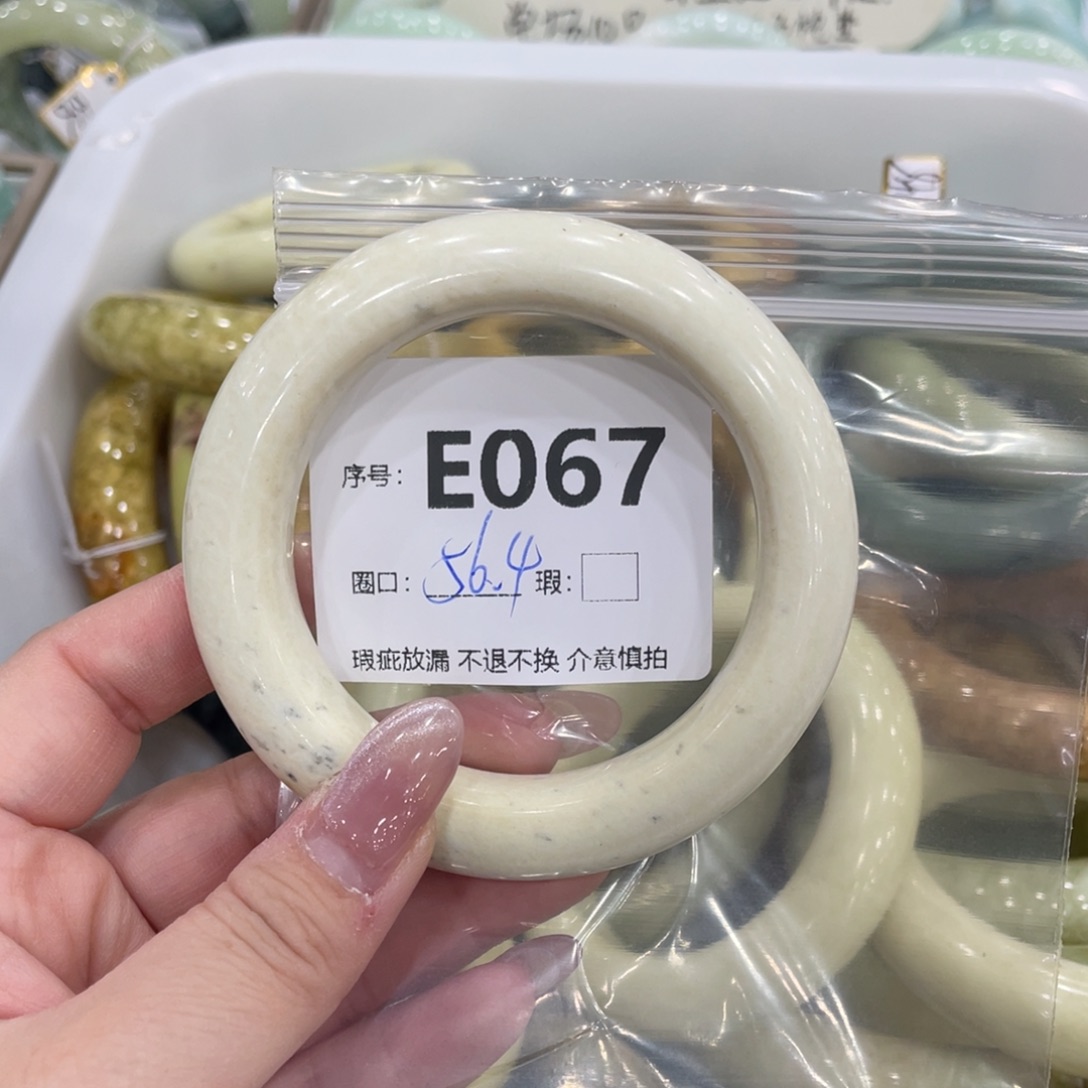 序号: E067
圈口: 56.4 瑕:
瑕疵放漏 不退不换 介意慎拍